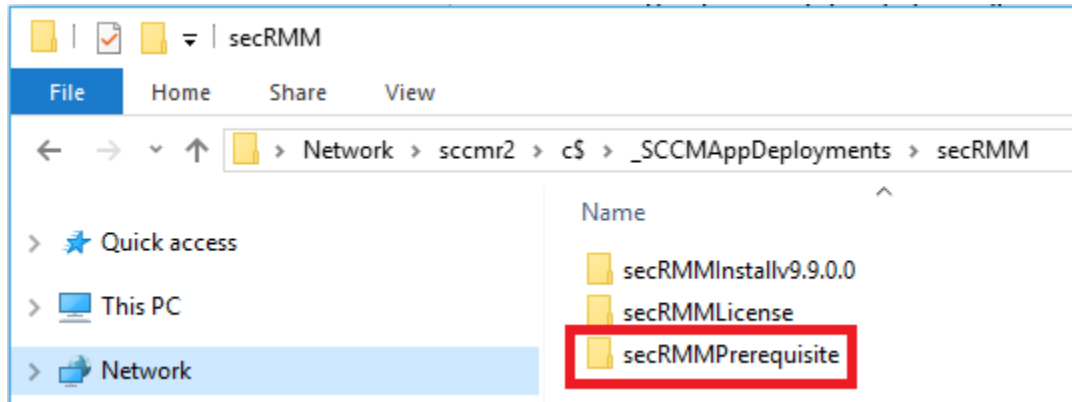 secRMM
File Home Share View
Network > sccmr2 > c$ > _SCCMAppDeployments > secRMM
Name
Quick access
secRMMInstallv9.9.0.0
This PC
secRMMLicense
secRMMPrerequisite
Network